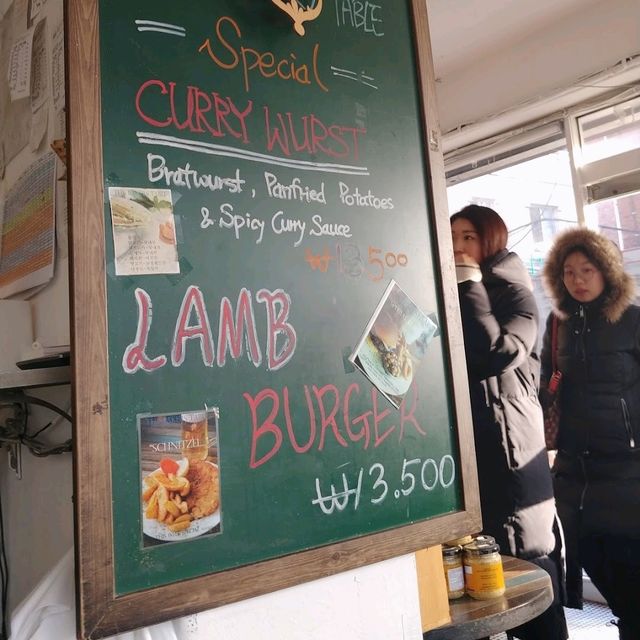 TABLE
Special
CURRY WURST
Bratwurst, Panfried Potatoes
& Spicy Curry Sauce
₩13.500
LAMB
BURGER
₩13.500
SCHNITZEL